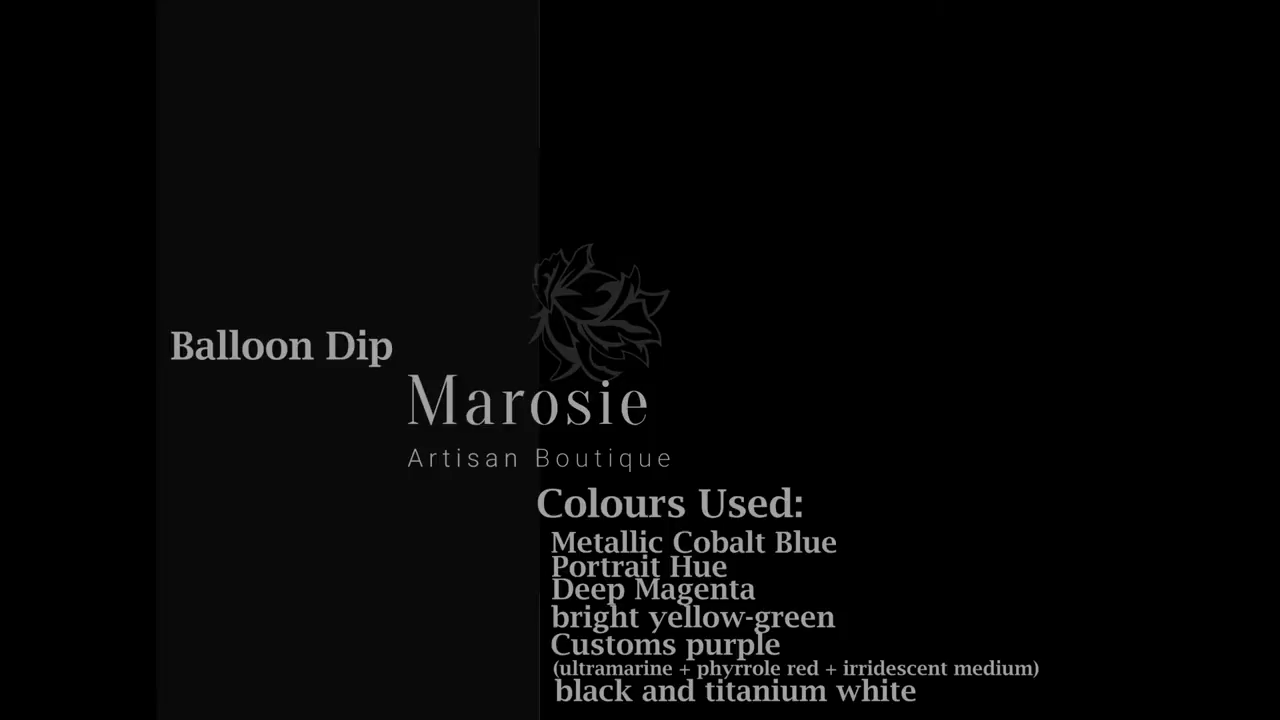 Balloon Dip
Marosie
Artisan Boutique
Colours Used:
Metallic Cobalt Blue
Portrait Hue
Deep Magenta
bright yellow-green
Customs purple
(ultramarine + phyrrole red + irridescent medium)
black and titanium white